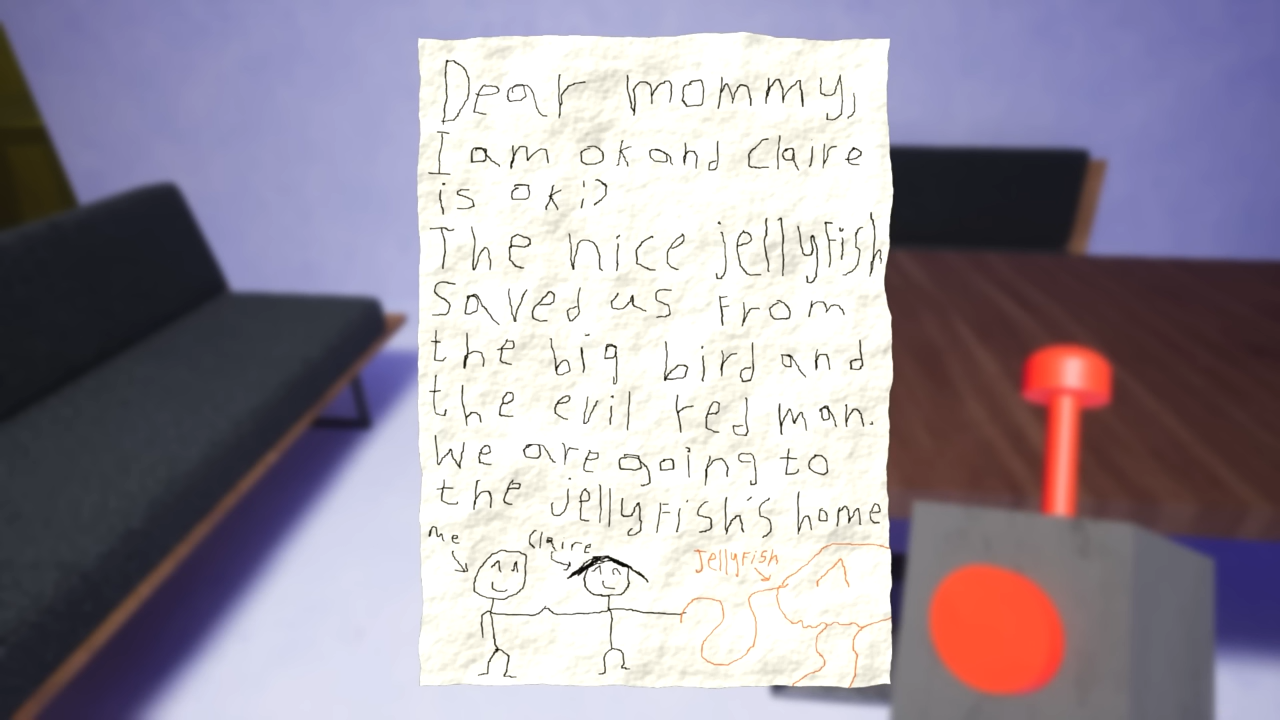 Dear mommy,
I am ok and Claire
is ok :)
The nice jellyfish
saved us from
the big bird and
the evil red man.
We are going to
the jellyfish's home
me
Claire
Jellyfish